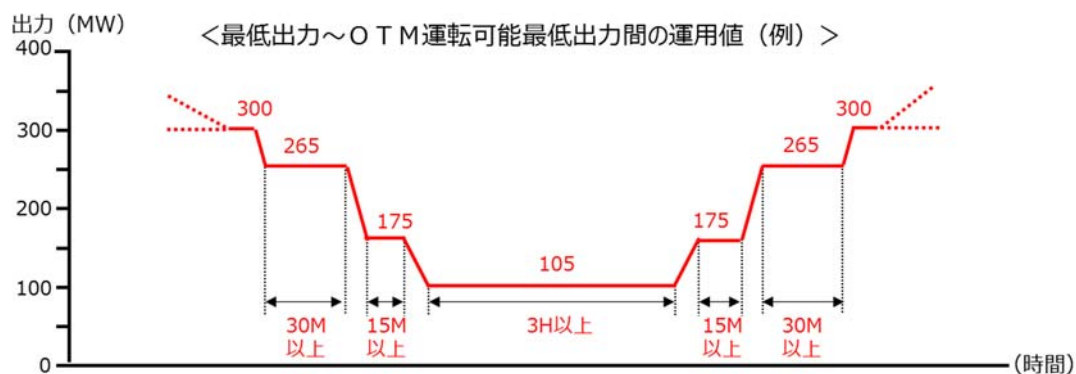 出力（MW）
＜最低出力～ＯＴＭ運転可能最低出力間の運用値（例）＞
400
300
200
100
0
300
265
175
105
175
265
300
30M
以上
15M
以上
3H以上
15M
以上
30M
以上
(時間)